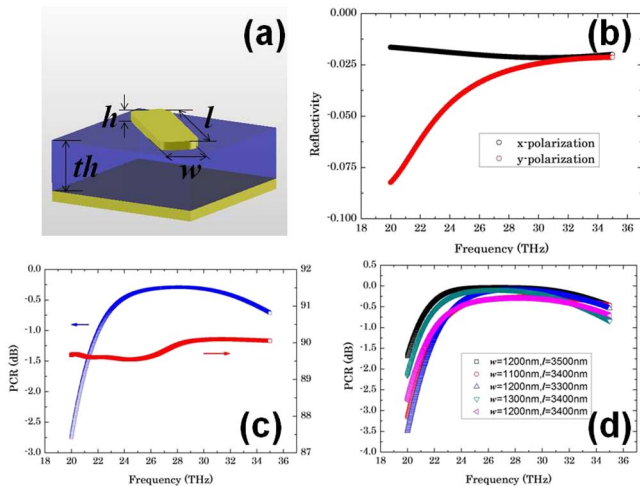 (a)
h
l
th
w
(b)
0.000
-0.025
-0.050
-0.075
-0.100
Reflectivity
x-polarization
y-polarization
18 20 22 24 26 28 30 32 34 36
Frequency (THz)
(c)
0.0
-0.5
-1.0
-1.5
-2.0
-2.5
-3.0
PCR (dB)
92
91
90
89
88
87
18 20 22 24 26 28 30 32 34 36
Frequency (THz)
(d)
0.5
0.0
-0.5
-1.0
-1.5
-2.0
-2.5
-3.0
-3.5
-4.0
-4.5
-5.0
PCR (dB)
w=1200nm,l=3500nm
w=1100nm,l=3400nm
w=1200nm,l=3300nm
w=1300nm,l=3400nm
w=1200nm,l=3400nm
18 20 22 24 26 28 30 32 34 36
Frequency (THz)